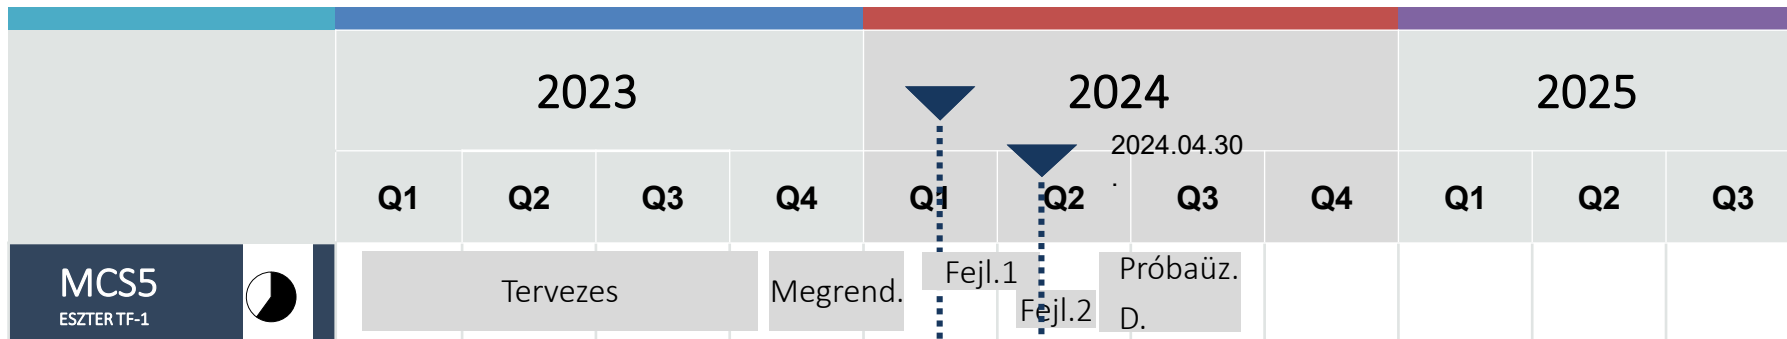 2023
2024
2025
2024.04.30
.
Q1
Q2
Q3
Q4
Q1
Q2
Q3
Q4
Q1
Q2
Q3
MCS5
ESZTER TF-1
Tervezes
Megrend.
Fejl.1
Fejl.2
Próbaüz.
D.